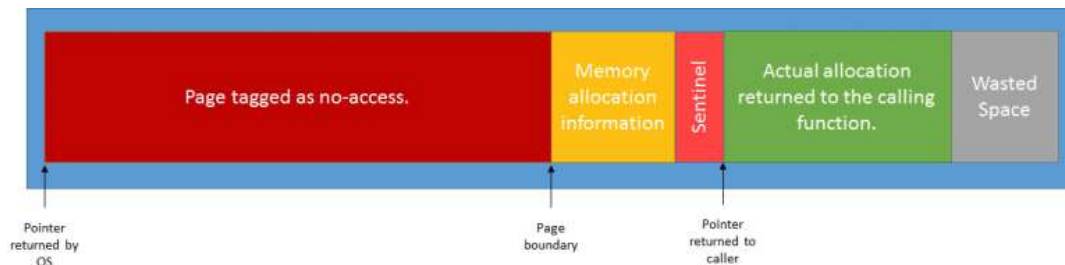 Page tagged as no-access.
Memory
allocation
information
Sentinel
Actual allocation
returned to the calling
function.
Wasted
Space
Pointer
returned by
OS
Page
boundary
Pointer
returned to
caller